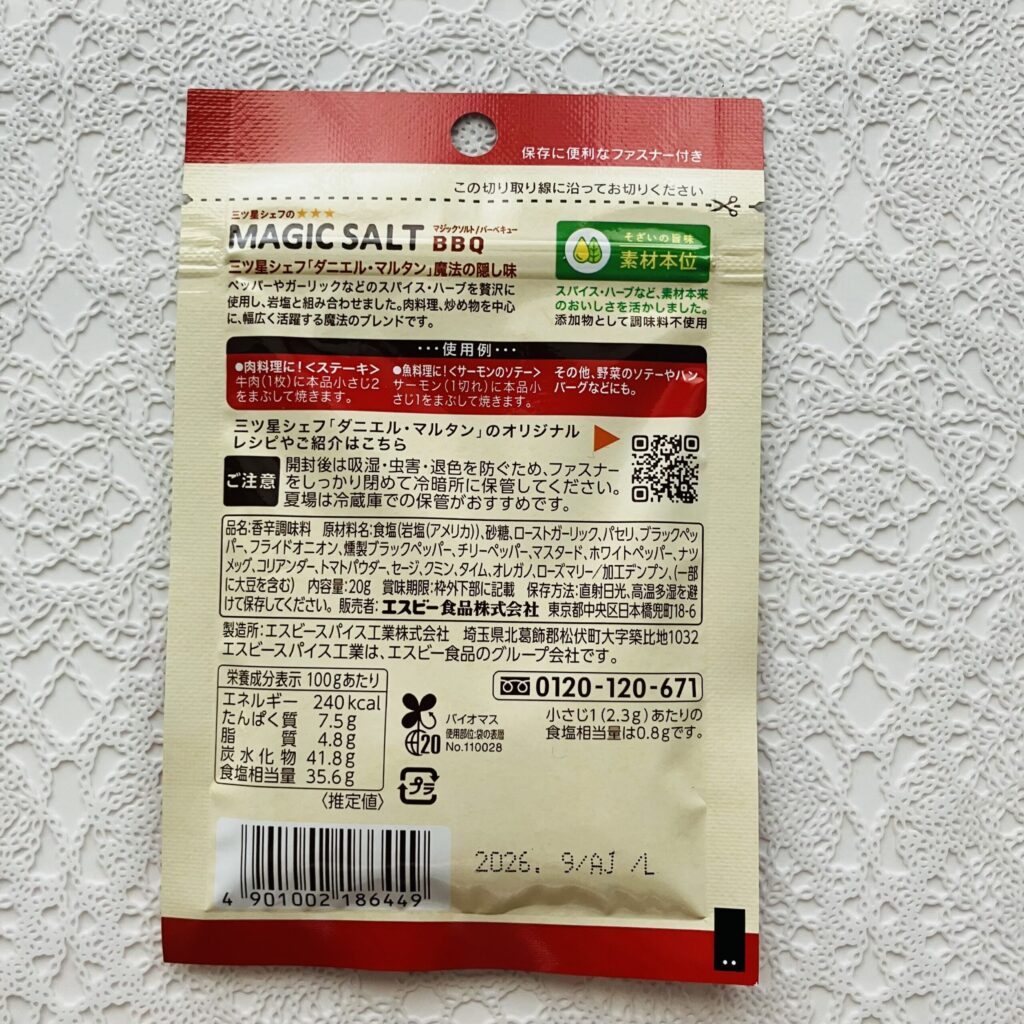 保存に便利なファスナー付き
この切り取り線に沿ってお切りください
三ツ星シェフの★★★
MAGIC SALT マジックソルト/バーベキュー BBQ
三ツ星シェフ「ダニエル・マルタン」魔法の隠し味
ペッパーやガーリックなどのスパイス・ハーブを贅沢に
使用し、岩塩と組み合わせました。肉料理、炒め物を中心
に、幅広く活躍する魔法のブレンドです。
そざいの旨味
素材本位
スパイス・ハーブなど、素材本来
のおいしさを活かしました。
添加物として調味料不使用
・・・使用例・・・
●肉料理に!<ステーキ>
牛肉(1枚)に本品小さじ2
をまぶして焼きます。
●魚料理に!<サーモンのソテー>
サーモン(1切れ)に本品小
さじ1をまぶして焼きます。
その他、野菜のソテーやハン
バーグなどにも。
三ツ星シェフ「ダニエル・マルタン」のオリジナル
レシピやご紹介はこちら
ご注意
開封後は吸湿・虫害・退色を防ぐため、ファスナー
をしっかり閉めて冷暗所に保管してください。
夏場は冷蔵庫での保管がおすすめです。
品名:香辛調味料 原材料名:食塩(岩塩(アメリカ))、砂糖、ローストガーリック、パセリ、ブラックペッ
パー、フライドオニオン、燻製ブラックペッパー、チリーペッパー、マスタード、ホワイトペッパー、ナツ
メッグ、コリアンダー、トマトパウダー、セージ、クミン、タイム、オレガノ、ローズマリー/加工デンプン、(一部
に大豆を含む) 内容量:20g 賞味期限:枠外下部に記載 保存方法:直射日光、高温多湿を避
けて保存してください。 販売者:エスビー食品株式会社 東京都中央区日本橋兜町18-6
製造所:エスビースパイス工業株式会社 埼玉県北葛飾郡松伏町大字築比地1032
エスビースパイス工業は、エスビー食品のグループ会社です。
栄養成分表示 100gあたり
エネルギー 240kcal
たんぱく質 7.5g
脂質 4.8g
炭水化物 41.8g
食塩相当量 35.6g
〈推定値〉
20
バイオマス
使用部位:袋の表層
No.110028
プラ
0120-120-671
小さじ1(2.3g)あたりの
食塩相当量は0.8gです。
4 901002 186449
2026. 9/AJ /L